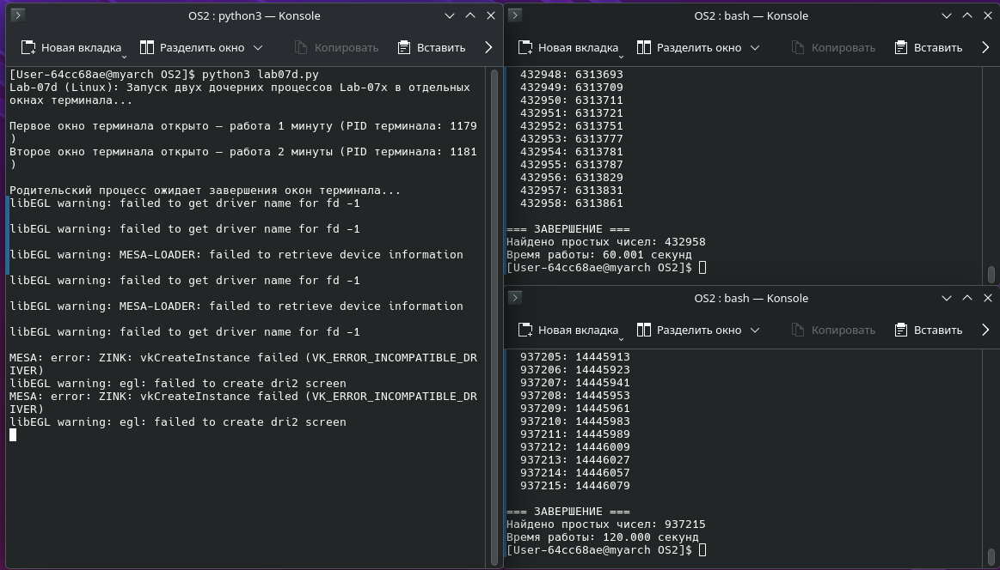 OS2 : python3 — Konsole
Новая вкладка Разделить окно Копировать Вставить
[User-64cc68ae@myarch OS2]$ python3 lab07d.py
Lab-07d (Linux): Запуск двух дочерних процессов Lab-07x в отдельных
окнах терминала...
Первое окно терминала открыто — работа 1 минуту (PID терминала: 1179
)
Второе окно терминала открыто — работа 2 минуты (PID терминала: 1181
)
Родительский процесс ожидает завершения окон терминала...
libEGL warning: failed to get driver name for fd -1
libEGL warning: failed to get driver name for fd -1
libEGL warning: MESA-LOADER: failed to retrieve device information
libEGL warning: failed to get driver name for fd -1
libEGL warning: MESA-LOADER: failed to retrieve device information
libEGL warning: failed to get driver name for fd -1
MESA: error: ZINK: vkCreateInstance failed (VK_ERROR_INCOMPATIBLE_DR
IVER)
libEGL warning: egl: failed to create dri2 screen
MESA: error: ZINK: vkCreateInstance failed (VK_ERROR_INCOMPATIBLE_DR
IVER)
libEGL warning: egl: failed to create dri2 screen
OS2 : bash — Konsole
Новая вкладка Разделить окно Копировать Вставить
432948: 6313693
432949: 6313709
432950: 6313711
432951: 6313721
432952: 6313751
432953: 6313777
432954: 6313781
432955: 6313787
432956: 6313829
432957: 6313831
432958: 6313861
=== ЗАВЕРШЕНИЕ ===
Найдено простых чисел: 432958
Время работы: 60.001 секунд
[User-64cc68ae@myarch OS2]$
OS2 : bash — Konsole
Новая вкладка Разделить окно Копировать Вставить
937205: 14445913
937206: 14445923
937207: 14445941
937208: 14445953
937209: 14445961
937210: 14445983
937211: 14445989
937212: 14446009
937213: 14446027
937214: 14446057
937215: 14446079
=== ЗАВЕРШЕНИЕ ===
Найдено простых чисел: 937215
Время работы: 120.000 секунд
[User-64cc68ae@myarch OS2]$